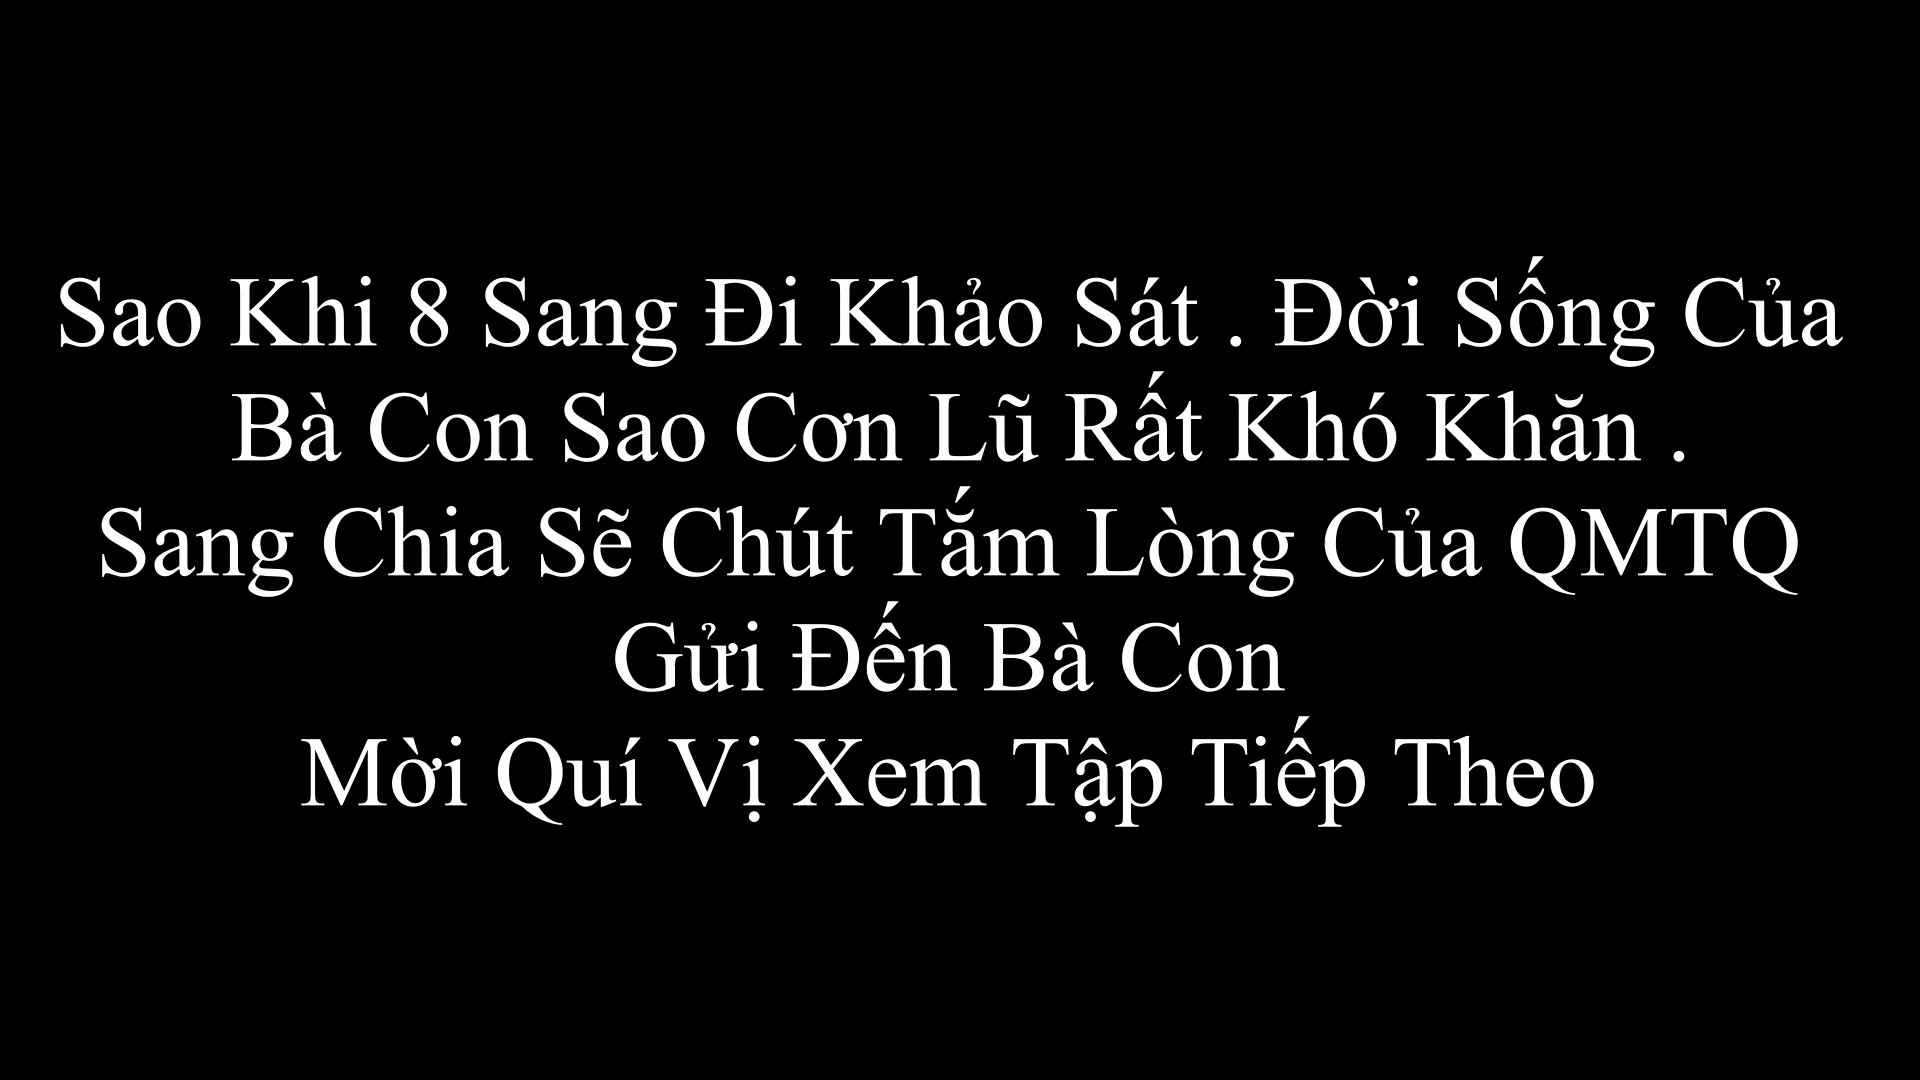 Sao Khi 8 Sang Đi Khảo Sát . Đời Sống Của
Bà Con Sao Cơn Lũ Rất Khó Khăn .
Sang Chia Sẽ Chút Tắm Lòng Của QMTQ
Gửi Đến Bà Con
Mời Quí Vị Xem Tập Tiếp Theo